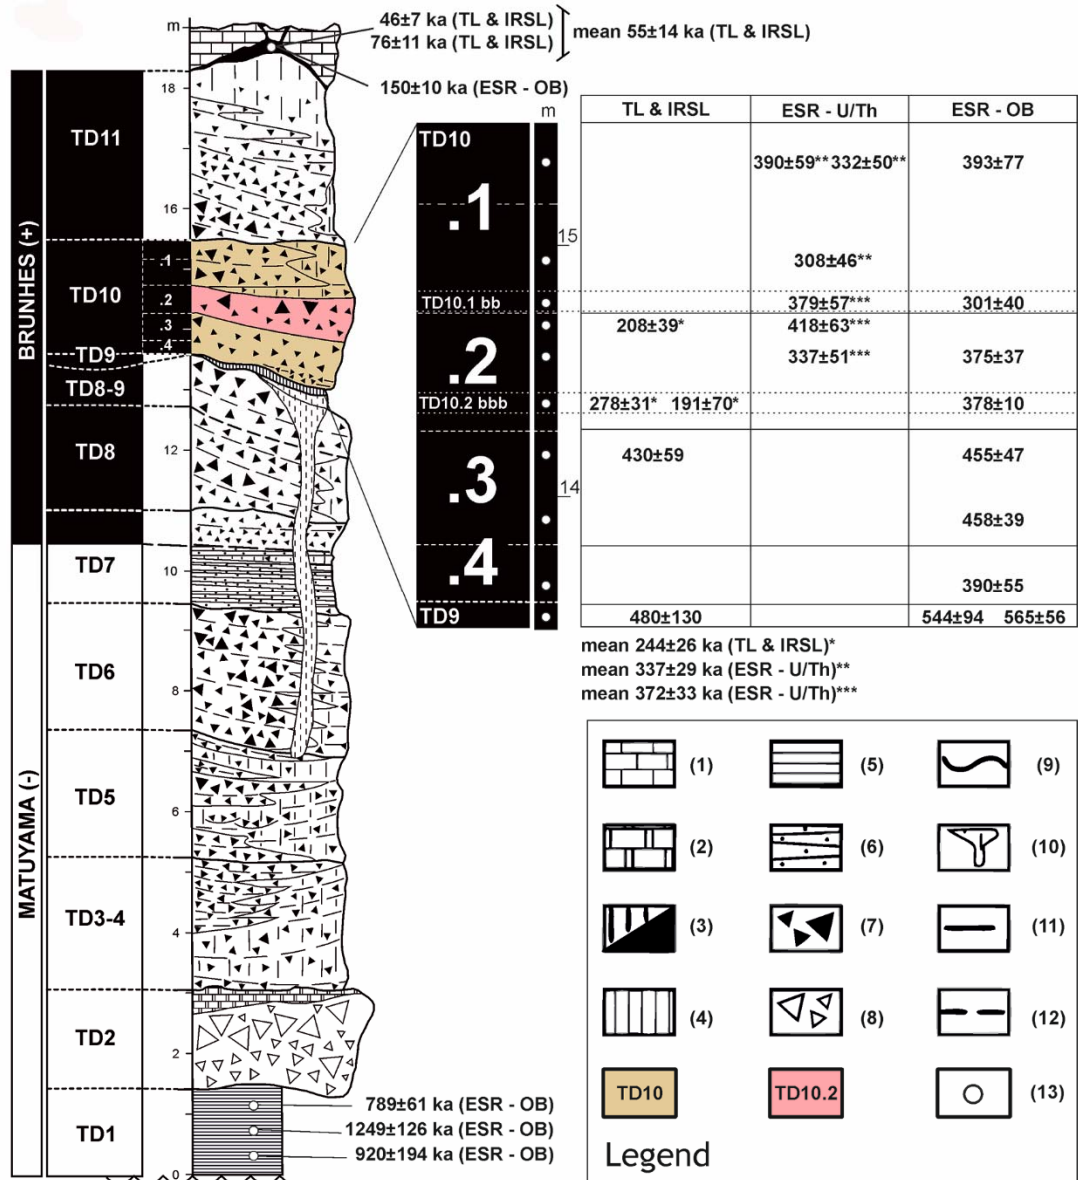 46±7 ka (TL & IRSL)
76±11 ka (TL & IRSL)
mean 55±14 ka (TL & IRSL)
150±10 ka (ESR - OB)
m
18
16
12
10
8
6
4
2
0
BRUNHES (+)
MATUYAMA (-)
TD11
TD10
.1
.2
.3
.4
TD9
TD8-9
TD8
TD7
TD6
TD5
TD3-4
TD2
TD1
789±61 ka (ESR - OB)
1249±126 ka (ESR - OB)
920±194 ka (ESR - OB)
m
TD10
.1
15
TD10.1 bb
.2
TD10.2 bbb
.3
14
.4
TD9
TL & IRSL ESR - U/Th ESR - OB
390±59** 332±50** 393±77
308±46**
379±57*** 301±40
208±39* 418±63***
337±51*** 375±37
278±31* 191±70* 378±10
430±59 455±47
458±39
390±55
480±130 544±94 565±56
mean 244±26 ka (TL & IRSL)*
mean 337±29 ka (ESR - U/Th)**
mean 372±33 ka (ESR - U/Th)***
(1) (5) (9)
(2) (6) (10)
(3) (7) (11)
(4) (8) (12)
TD10 TD10.2 (13)
Legend